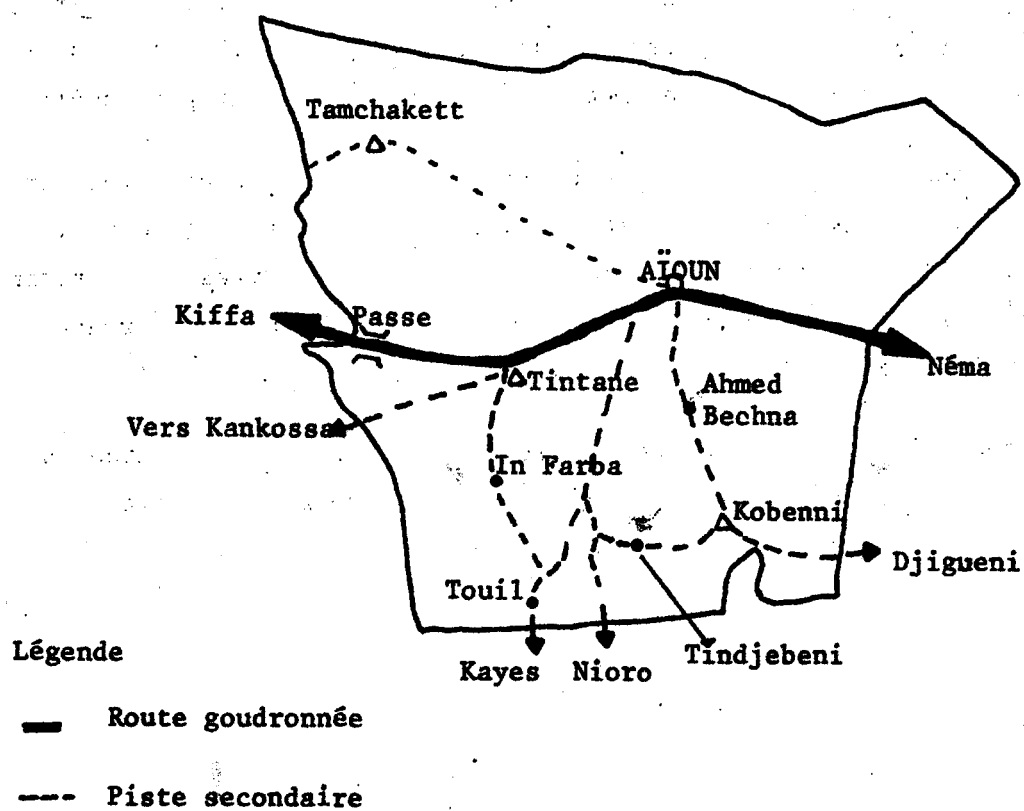 Tamchakett
AÏOUN
Kiffa
Passe
Néma
Tintane
Ahmed
Bechna
Vers Kankossa
In Farba
Kobenni
Djigueni
Touil
Tindjebeni
Kayes
Nioro
Légende
Route goudronnée
Piste secondaire